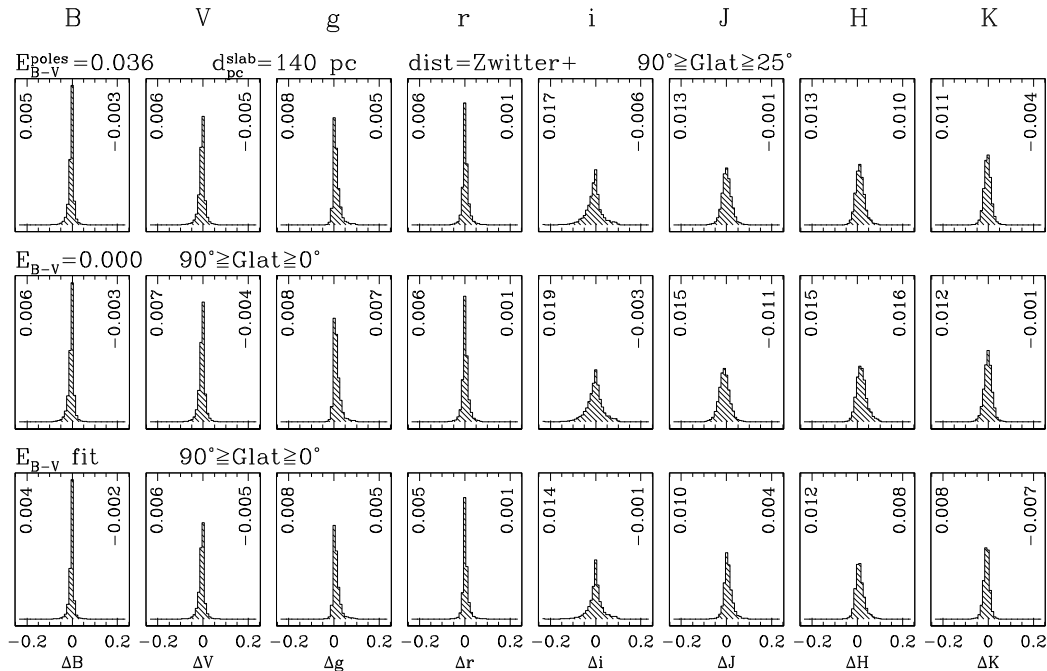 B V g r i J H K
E^poles_B-V=0.036 d^slab_pc=140 pc dist=Zwitter+ 90°≧Glat≧25°
0.005 -0.003 0.006 -0.005 0.008 0.005 0.006 0.001 0.017 -0.006 0.013 -0.001 0.013 0.010 0.011 -0.004
E_B-V=0.000 90°≧Glat≧0°
0.006 -0.003 0.007 -0.004 0.008 0.007 0.006 0.001 0.019 -0.003 0.015 -0.011 0.015 0.016 0.012 -0.001
E_B-V fit 90°≧Glat≧0°
0.004 -0.002 0.006 -0.005 0.008 0.005 0.005 0.001 0.014 -0.001 0.010 0.004 0.012 0.008 0.008 -0.007
-0.2 0 0.2 -0.2 0 0.2 -0.2 0 0.2 -0.2 0 0.2 -0.2 0 0.2 -0.2 0 0.2 -0.2 0 0.2 -0.2 0 0.2
ΔB ΔV Δg Δr Δi ΔJ ΔH ΔK